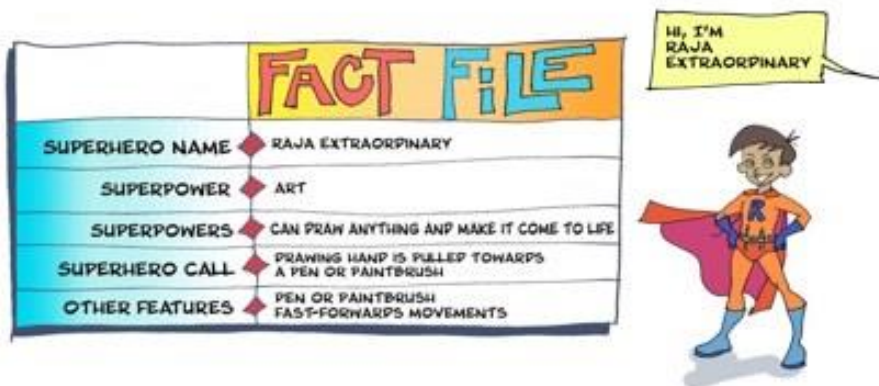 FACT FILE
HI, I'M
RAJA
EXTRAORDINARY
SUPERHERO NAME RAJA EXTRAORDINARY
SUPERPOWER ART
SUPERPOWERS CAN DRAW ANYTHING AND MAKE IT COME TO LIFE
SUPERHERO CALL DRAWING HAND IS PULLED TOWARDS
A PEN OR PAINTBRUSH
OTHER FEATURES PEN OR PAINTBRUSH
FAST-FORWARDS MOVEMENTS
R